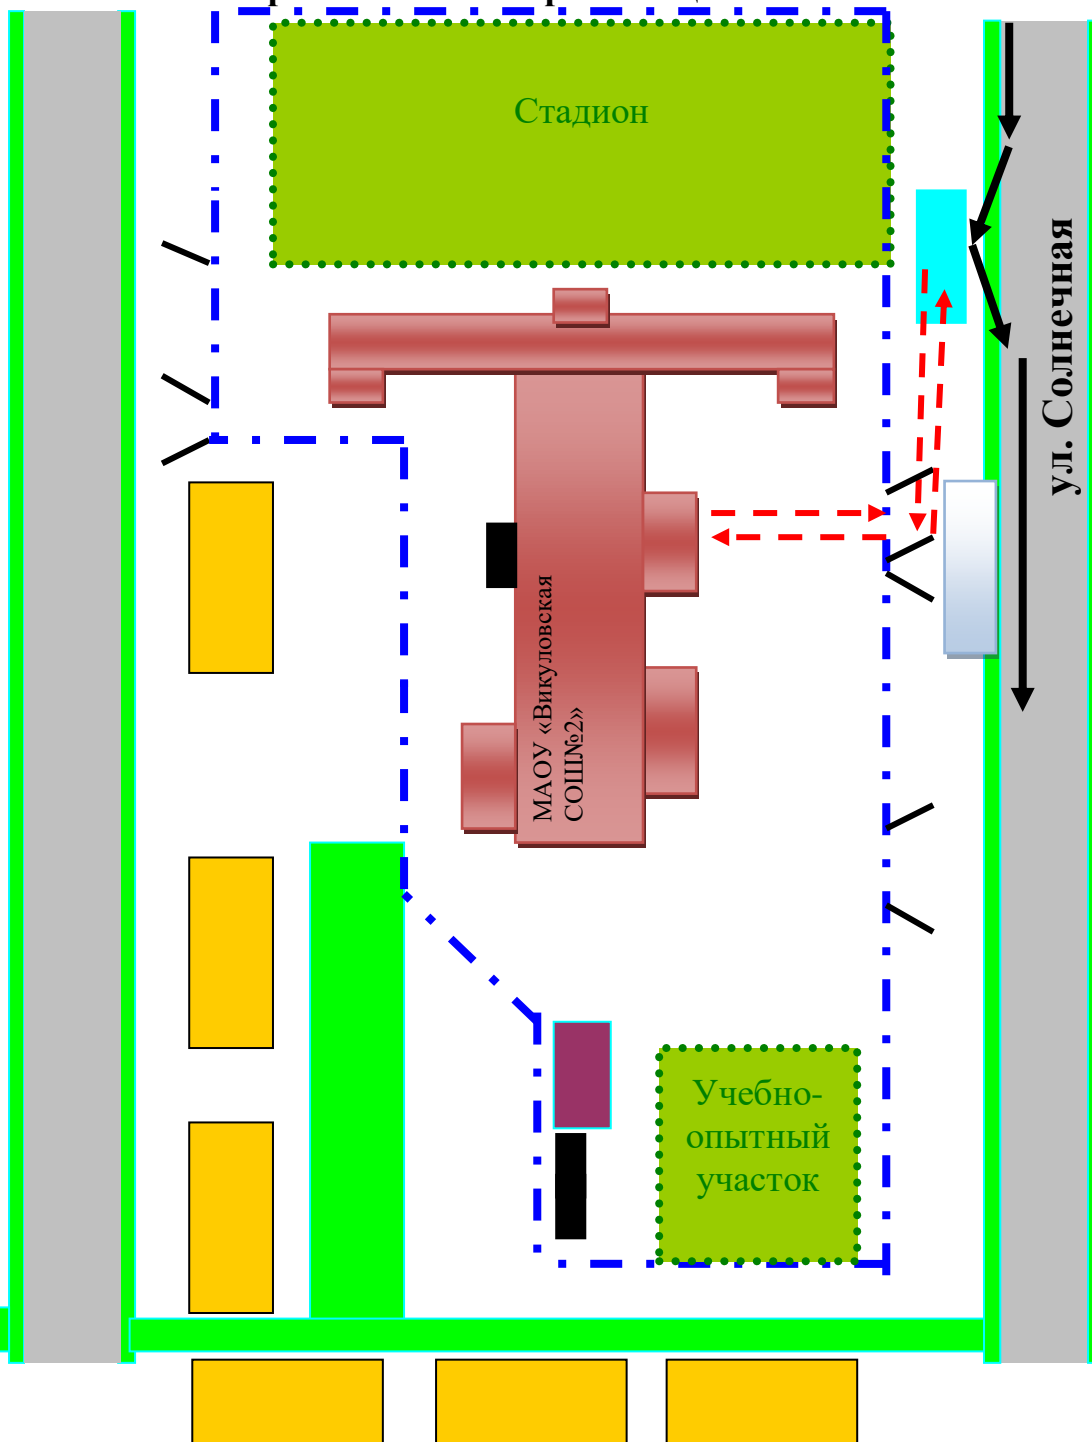 Стадион
ул. Солнечная
МАОУ «Викуловская
СОШ№2»
Учебно-
опытный
участок